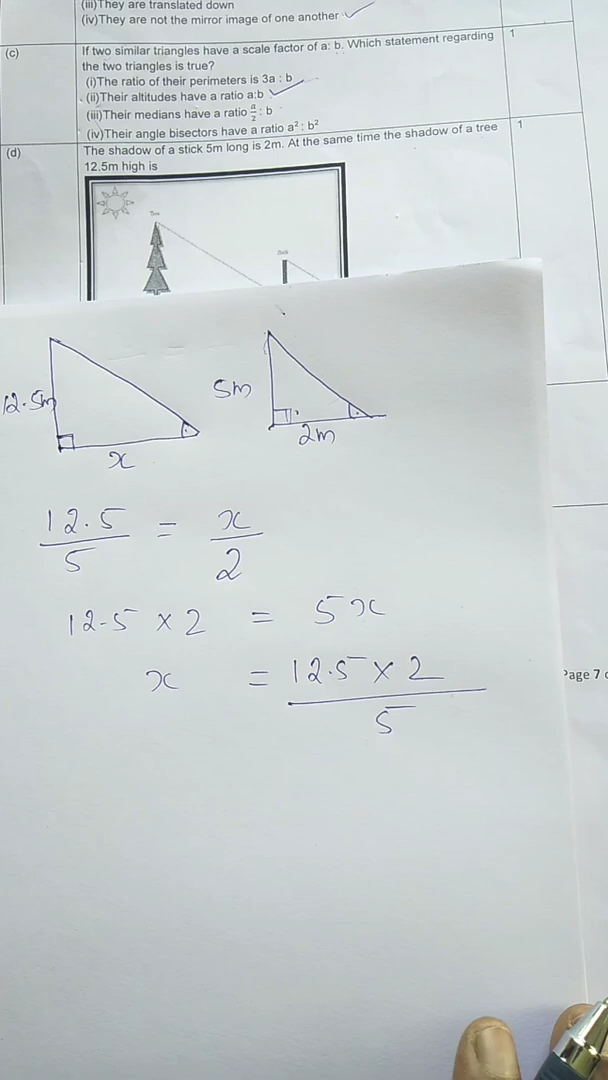 (iii)They are translated down
(iv)They are not the mirror image of one another
(c)
If two similar triangles have a scale factor of a: b. Which statement regarding
the two triangles is true?
1
(i)The ratio of their perimeters is 3a : b
(ii)Their altitudes have a ratio a:b
(iii)Their medians have a ratio a/2 : b
(iv)Their angle bisectors have a ratio a² : b²
(d)
The shadow of a stick 5m long is 2m. At the same time the shadow of a tree
12.5m high is
1
12.5m
x
5m
2m
12.5/5 = x/2
12.5 × 2 = 5x
x = 12.5 × 2/5
Page 7